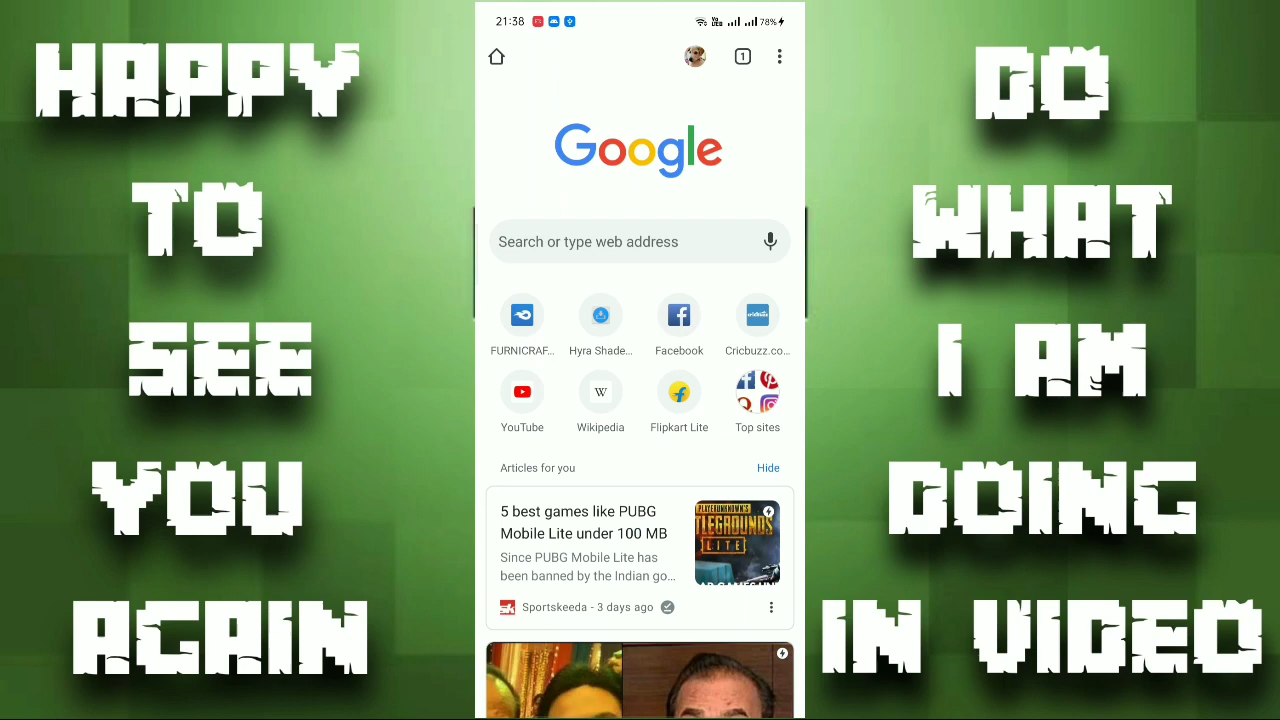 HAPPY
TO
SEE
YOU
AGAIN
21:38
78%
1
Google
Search or type web address
FURNICRAF...
Hyra Shade...
Facebook
Cricbuzz.co...
YouTube
Wikipedia
Flipkart Lite
Top sites
Articles for you
Hide
5 best games like PUBG
Mobile Lite under 100 MB
Since PUBG Mobile Lite has
been banned by the Indian go...
Sportskeeda - 3 days ago
PLAYERUNKNOWN'S
TLEGROUNDS
LITE
DO
WHAT
I AM
DOING
IN VIDEO